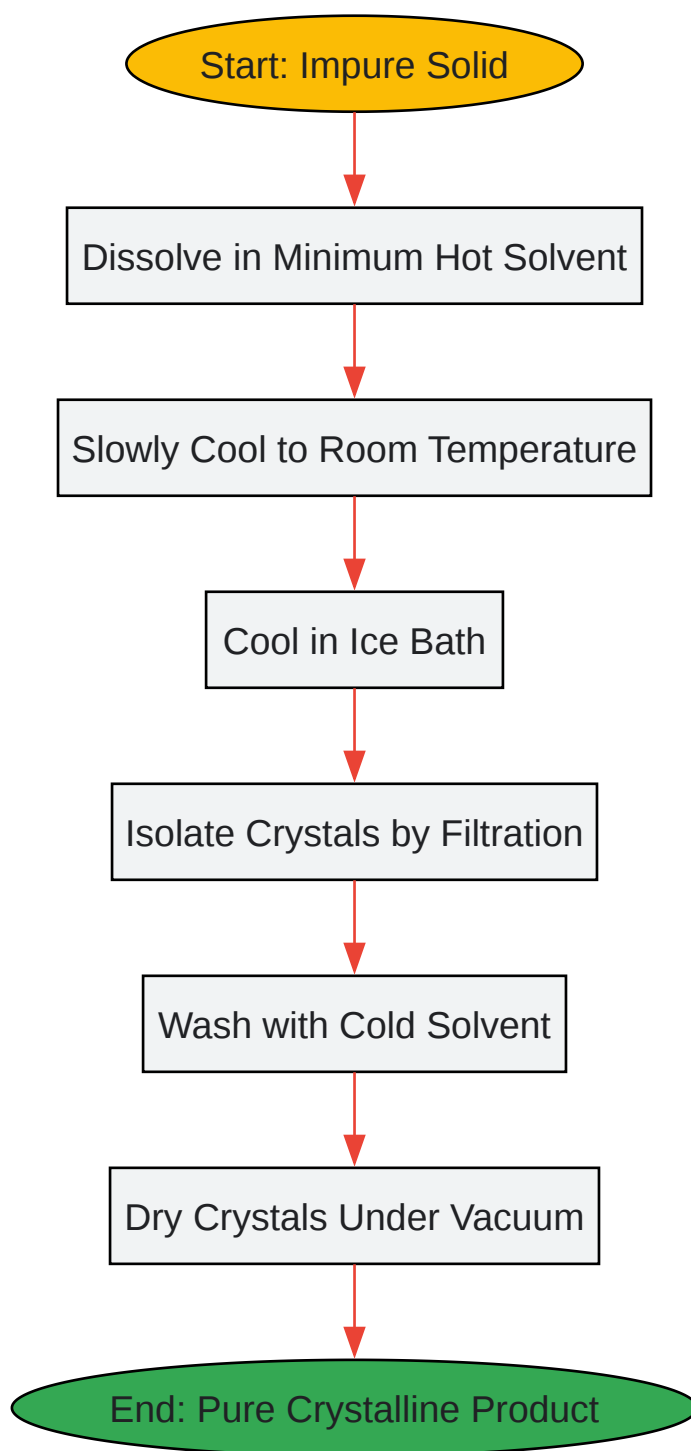 Start: Impure Solid
Dissolve in Minimum Hot Solvent
Slowly Cool to Room Temperature
Cool in Ice Bath
Isolate Crystals by Filtration
Wash with Cold Solvent
Dry Crystals Under Vacuum
End: Pure Crystalline Product